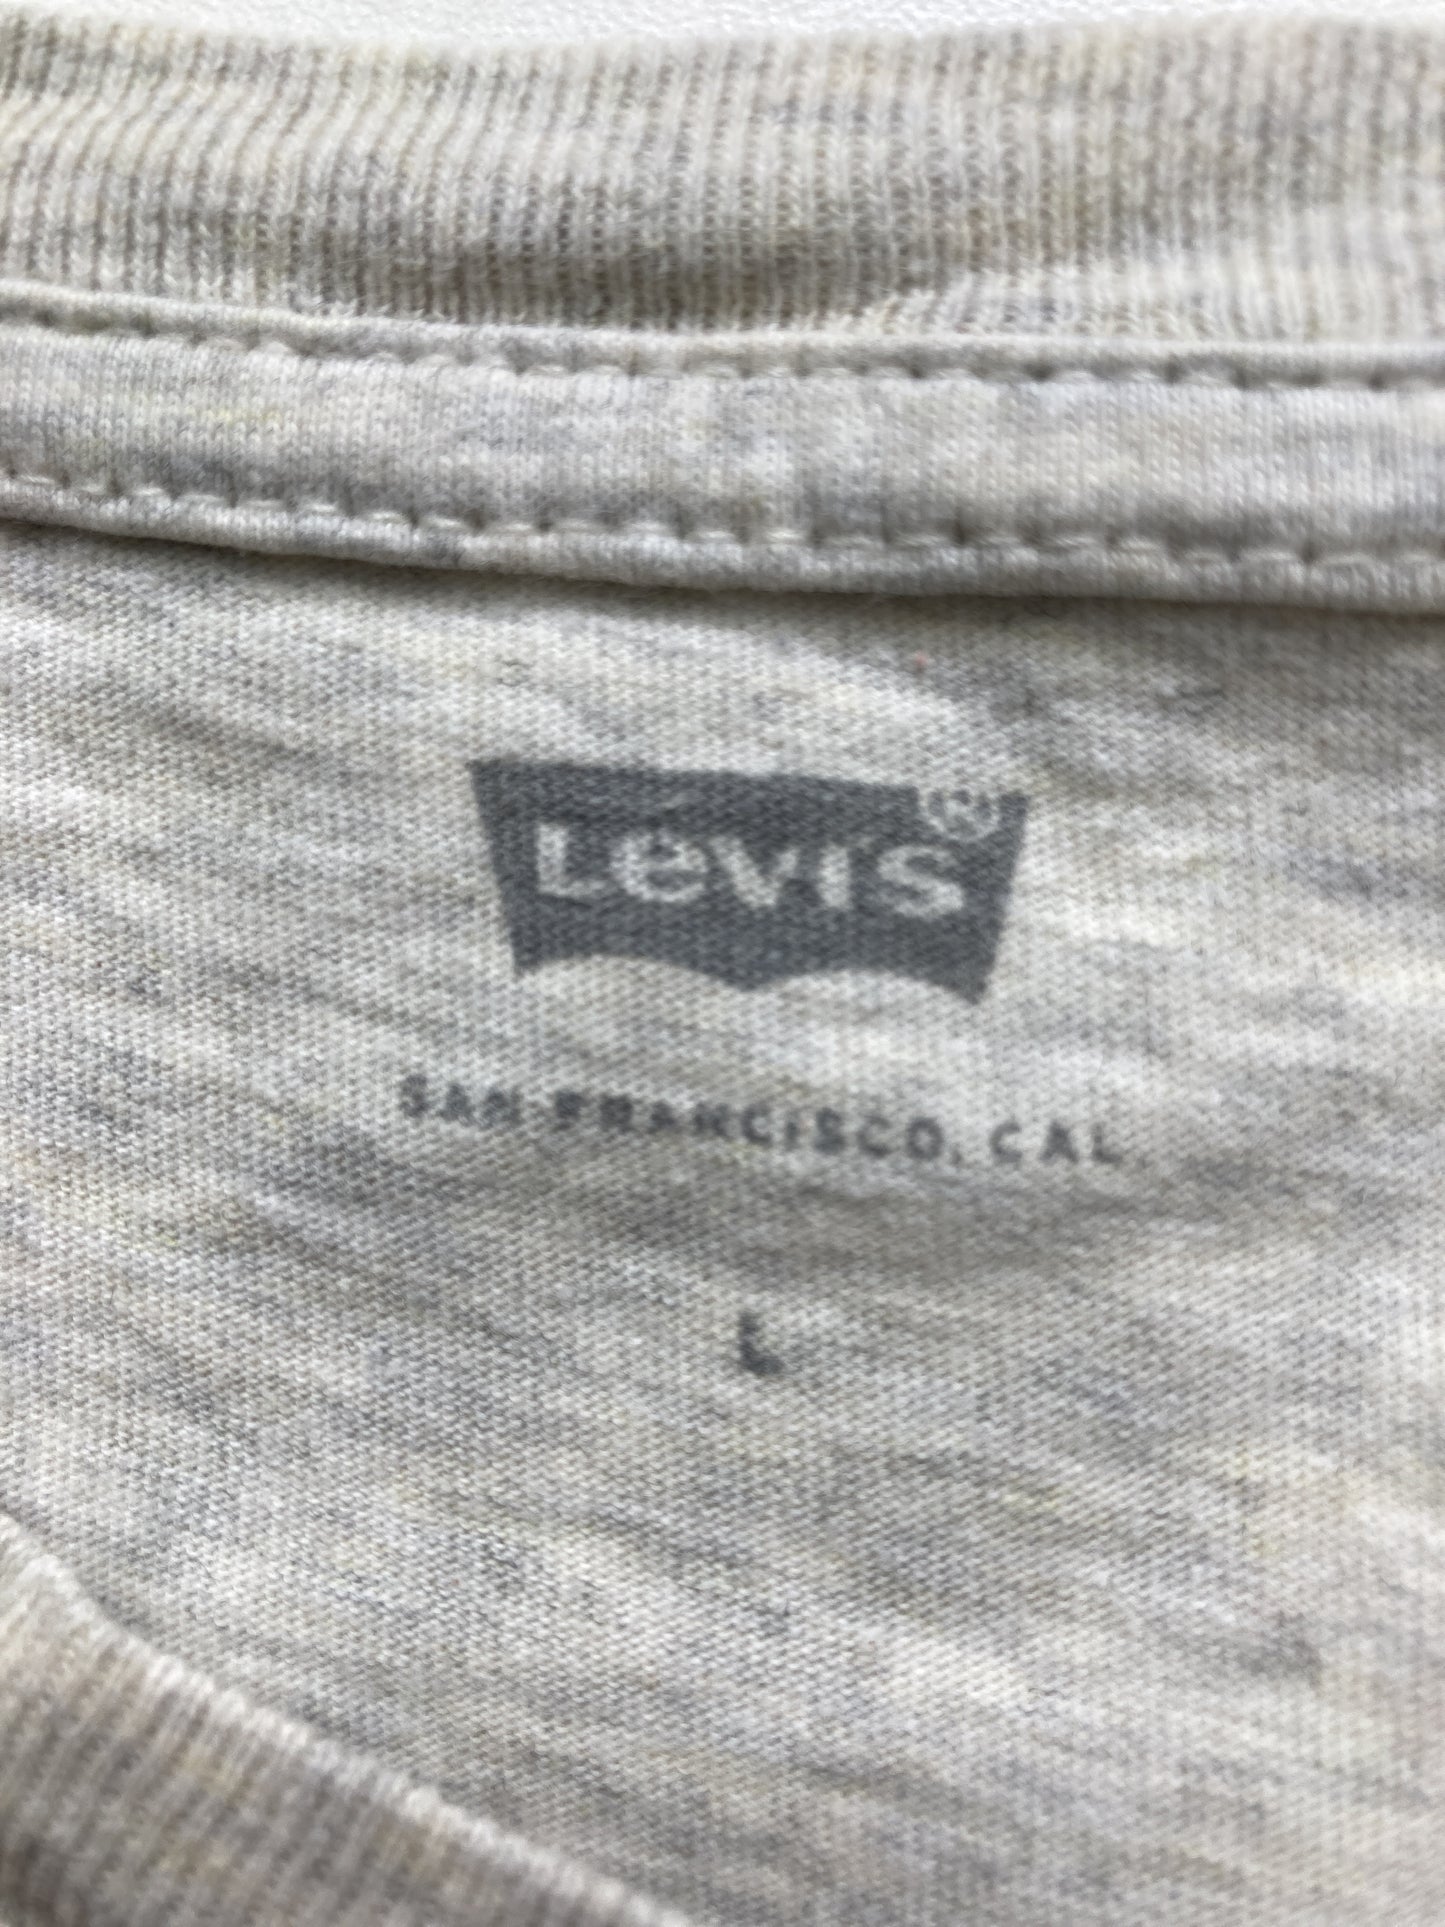 Levi's ®
SAN FRANCISCO, CAL
L